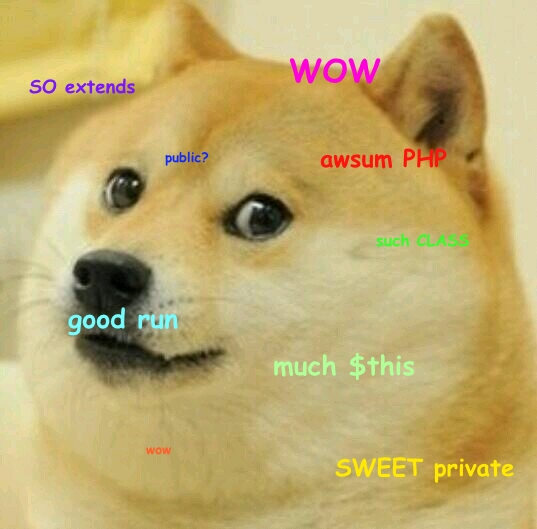 WOW
SO extends
public?
awsum PHP
such CLASS
good run
much $this
wow
SWEET private